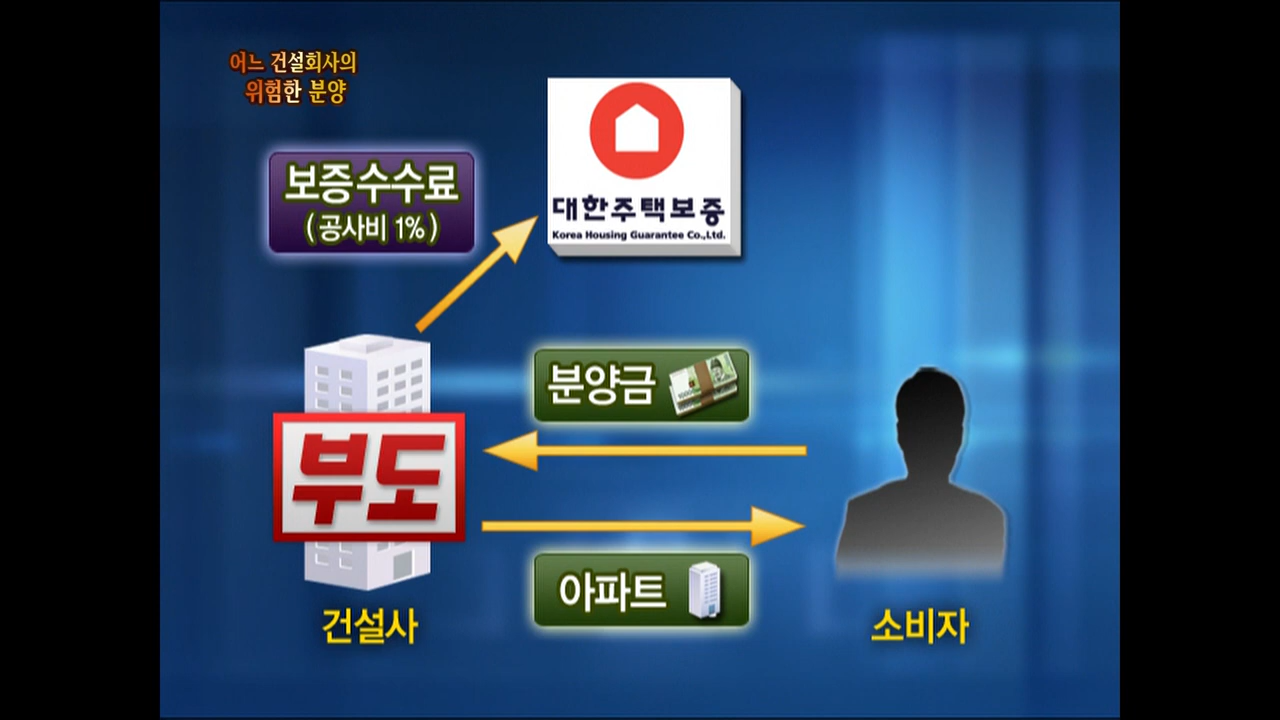 어느 건설회사의
위험한 분양
보증수수료
(공사비 1%)
대한주택보증
Korea Housing Guarantee Co.,Ltd.
분양금
부도
아파트
건설사
소비자